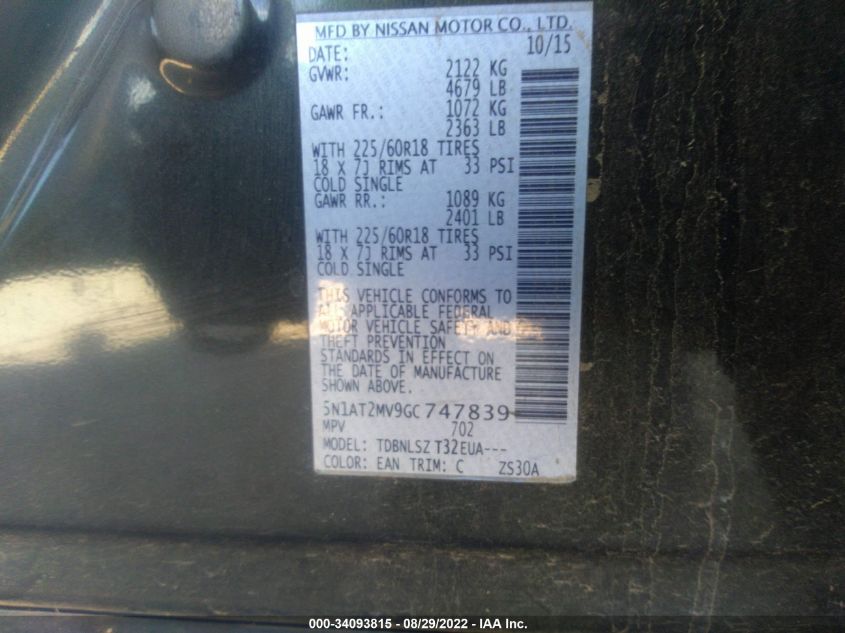 MFD BY NISSAN MOTOR CO., LTD.
DATE: 10/15
GVWR: 2122 KG
4679 LB
GAWR FR.: 1072 KG
2363 LB
WITH 225/60R18 TIRES
18 X 7J RIMS AT 33 PSI
COLD SINGLE
GAWR RR.: 1089 KG
2401 LB
WITH 225/60R18 TIRES
18 X 7J RIMS AT 33 PSI
COLD SINGLE
THIS VEHICLE CONFORMS TO
ALL APPLICABLE FEDERAL
MOTOR VEHICLE SAFETY AND
THEFT PREVENTION
STANDARDS IN EFFECT ON
THE DATE OF MANUFACTURE
SHOWN ABOVE.
5N1AT2MV9GC747839
MPV 702
MODEL: TDBNLSZ T32EUA---
COLOR: EAN TRIM: C ZS30A
000-34093815 - 08/29/2022 - IAA Inc.